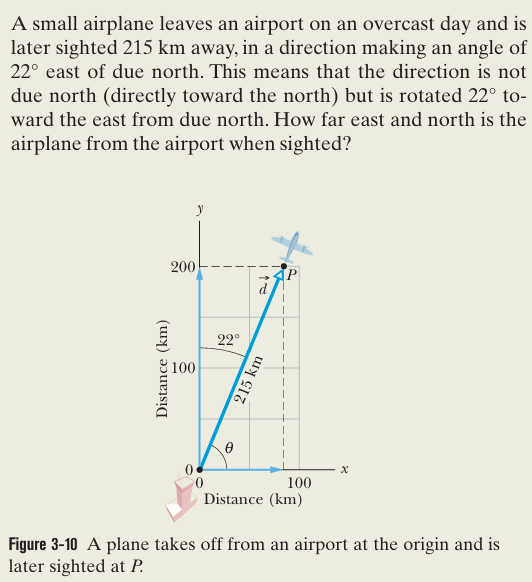 A small airplane leaves an airport on an overcast day and is
later sighted 215 km away, in a direction making an angle of
22° east of due north. This means that the direction is not
due north (directly toward the north) but is rotated 22° to-
ward the east from due north. How far east and north is the
airplane from the airport when sighted?
y
200
P
d
22°
Distance (km)
100
215 km
θ
0
x
0
100
Distance (km)
Figure 3-10 A plane takes off from an airport at the origin and is
later sighted at P.